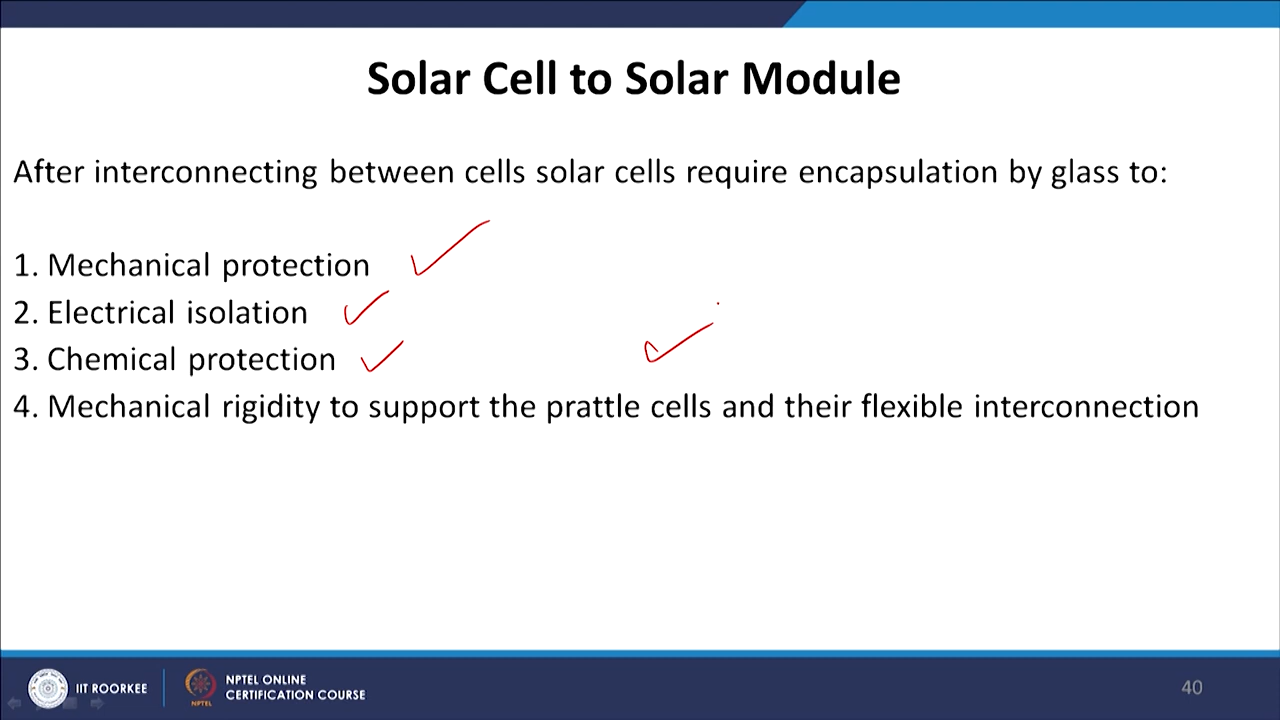 Solar Cell to Solar Module
After interconnecting between cells solar cells require encapsulation by glass to:
1. Mechanical protection
2. Electrical isolation
3. Chemical protection
4. Mechanical rigidity to support the prattle cells and their flexible interconnection
IIT ROORKEE
NPTEL ONLINE
CERTIFICATION COURSE
NPTEL
40